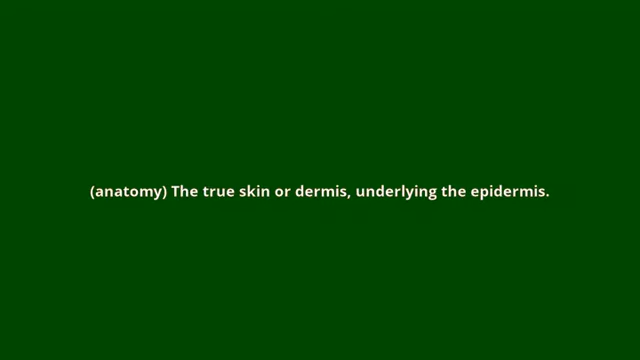 (anatomy) The true skin or dermis, underlying the epidermis.